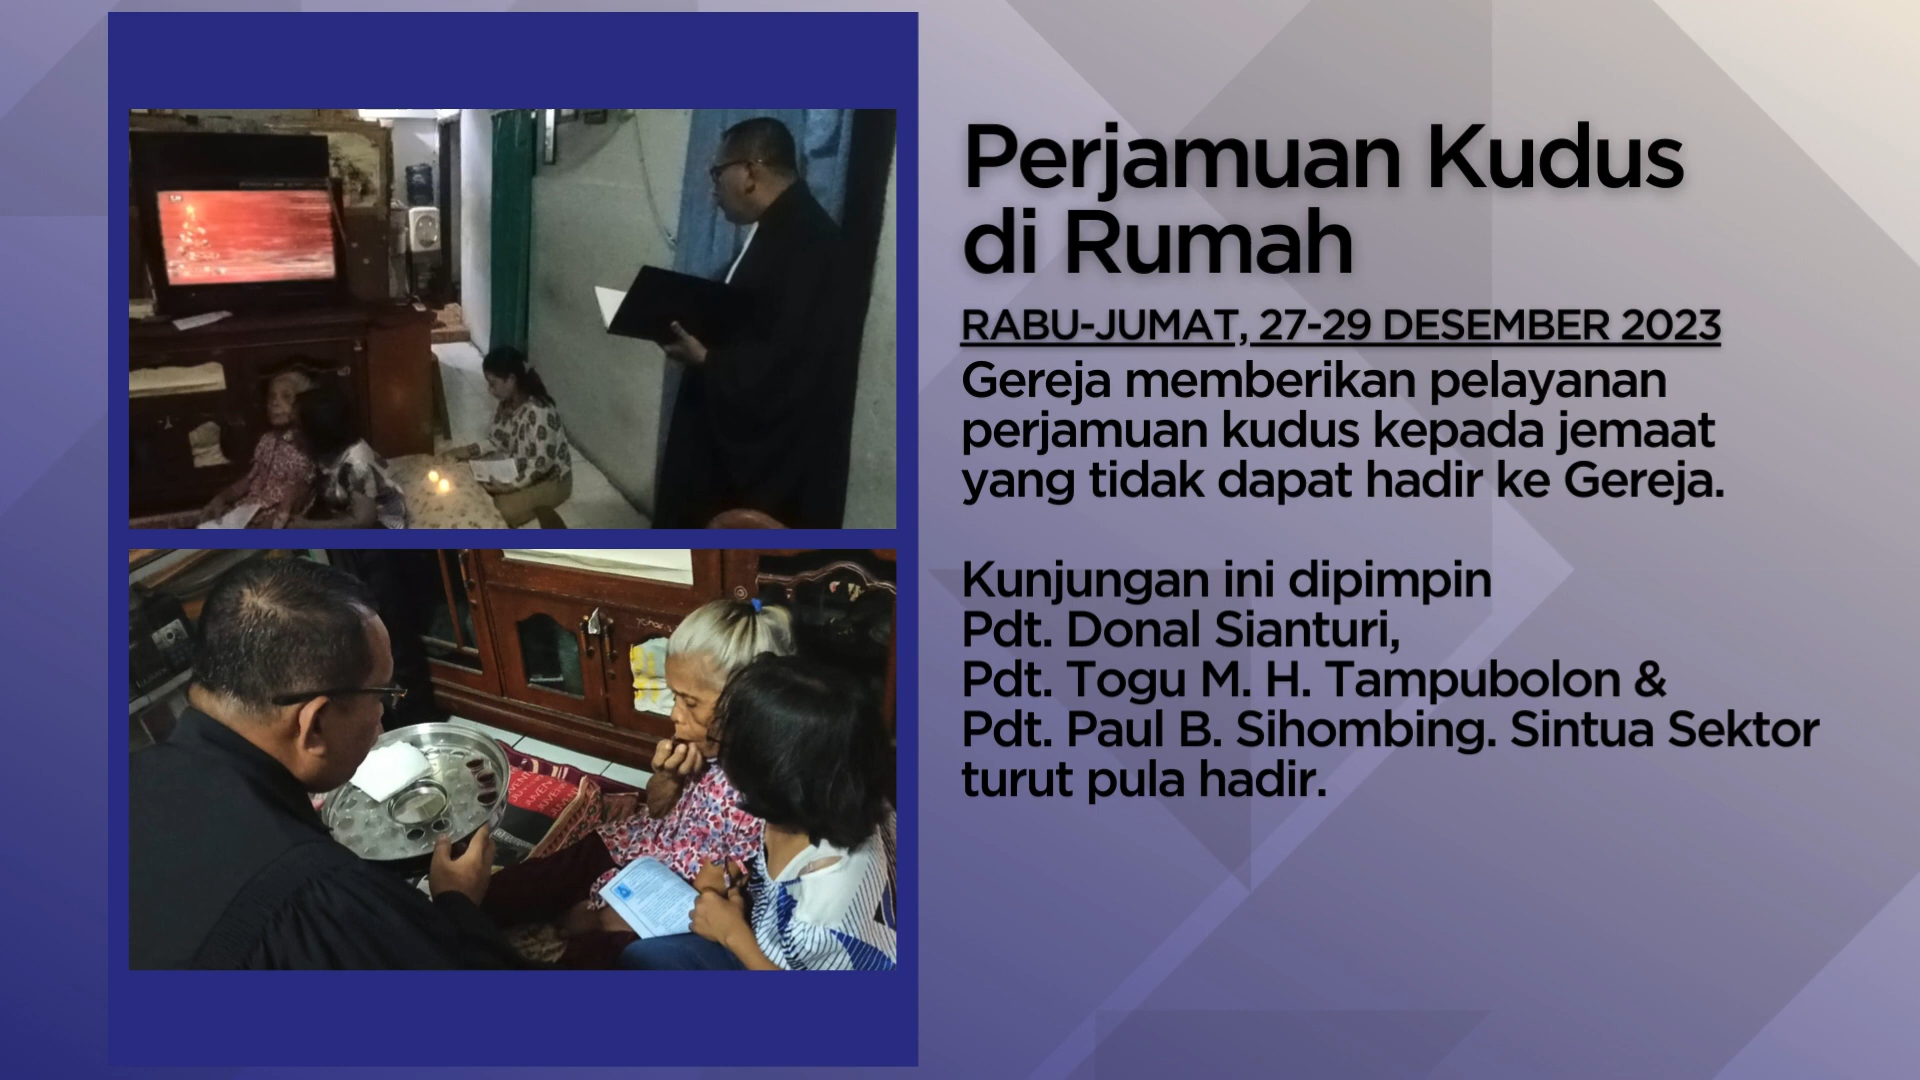 Perjamuan Kudus
di Rumah
RABU-JUMAT, 27-29 DESEMBER 2023
Gereja memberikan pelayanan
perjamuan kudus kepada jemaat
yang tidak dapat hadir ke Gereja.
Kunjungan ini dipimpin
Pdt. Donal Sianturi,
Pdt. Togu M. H. Tampubolon &
Pdt. Paul B. Sihombing. Sintua Sektor
turut pula hadir.